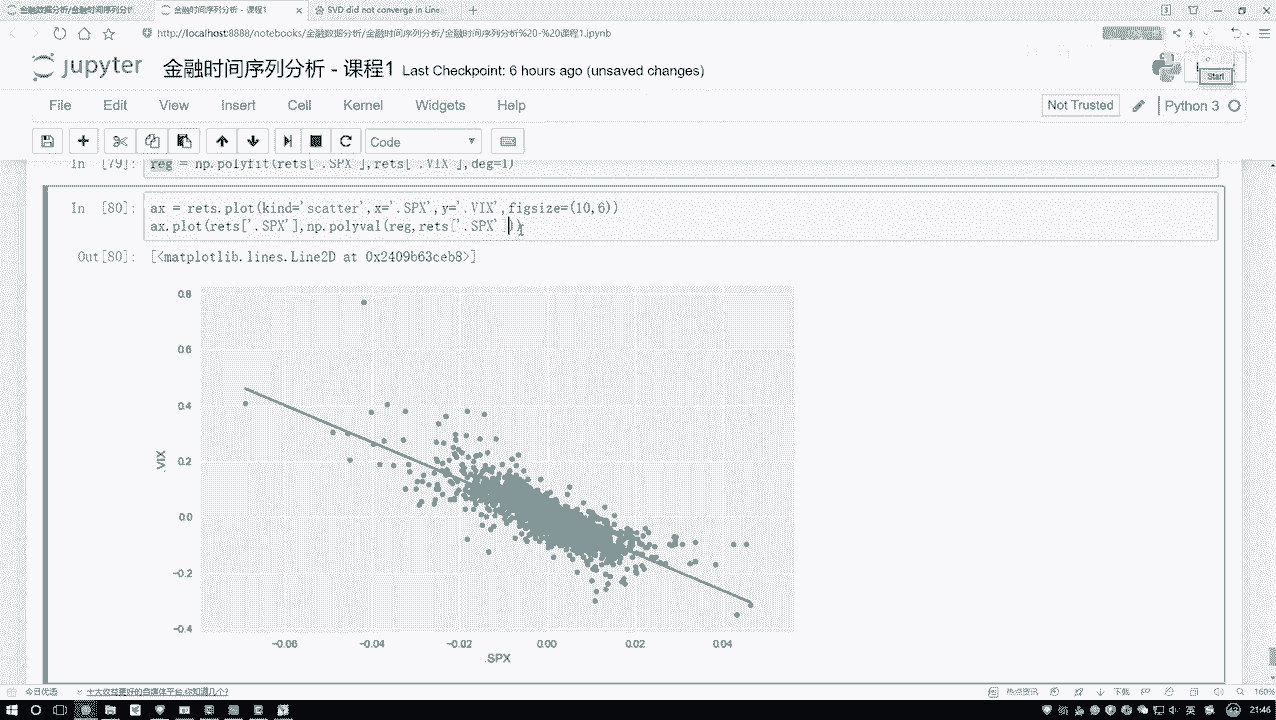 金融数据分析/金融时间序列分析
金融时间序列分析 - 课程1
SVD did not converge in Line
http://localhost:8888/notebooks/金融数据分析/金融时间序列分析/金融时间序列分析%20-%20课程1.ipynb
jupyter 金融时间序列分析 - 课程1 Last Checkpoint: 6 hours ago (unsaved changes)
Start
File Edit View Insert Cell Kernel Widgets Help
Not Trusted
Python 3
Code
In [79]: reg = np.polyfit(rets['.SPX'],rets['.VIX'],deg=1)
In [80]: ax = rets.plot(kind='scatter',x='.SPX',y='.VIX',figsize=(10,6))
ax.plot(rets['.SPX'],np.polyval(reg,rets['.SPX']))
Out[80]: [<matplotlib.lines.Line2D at 0x2409b63ceb8>]
0.8
0.6
0.4
0.2
0.0
−0.2
−0.4
.VIX
−0.06 −0.04 −0.02 0.00 0.02 0.04
.SPX
今日优选
十大收益更好的自媒体平台,你知道几个?
热点资讯
下载
160%
英
21:46